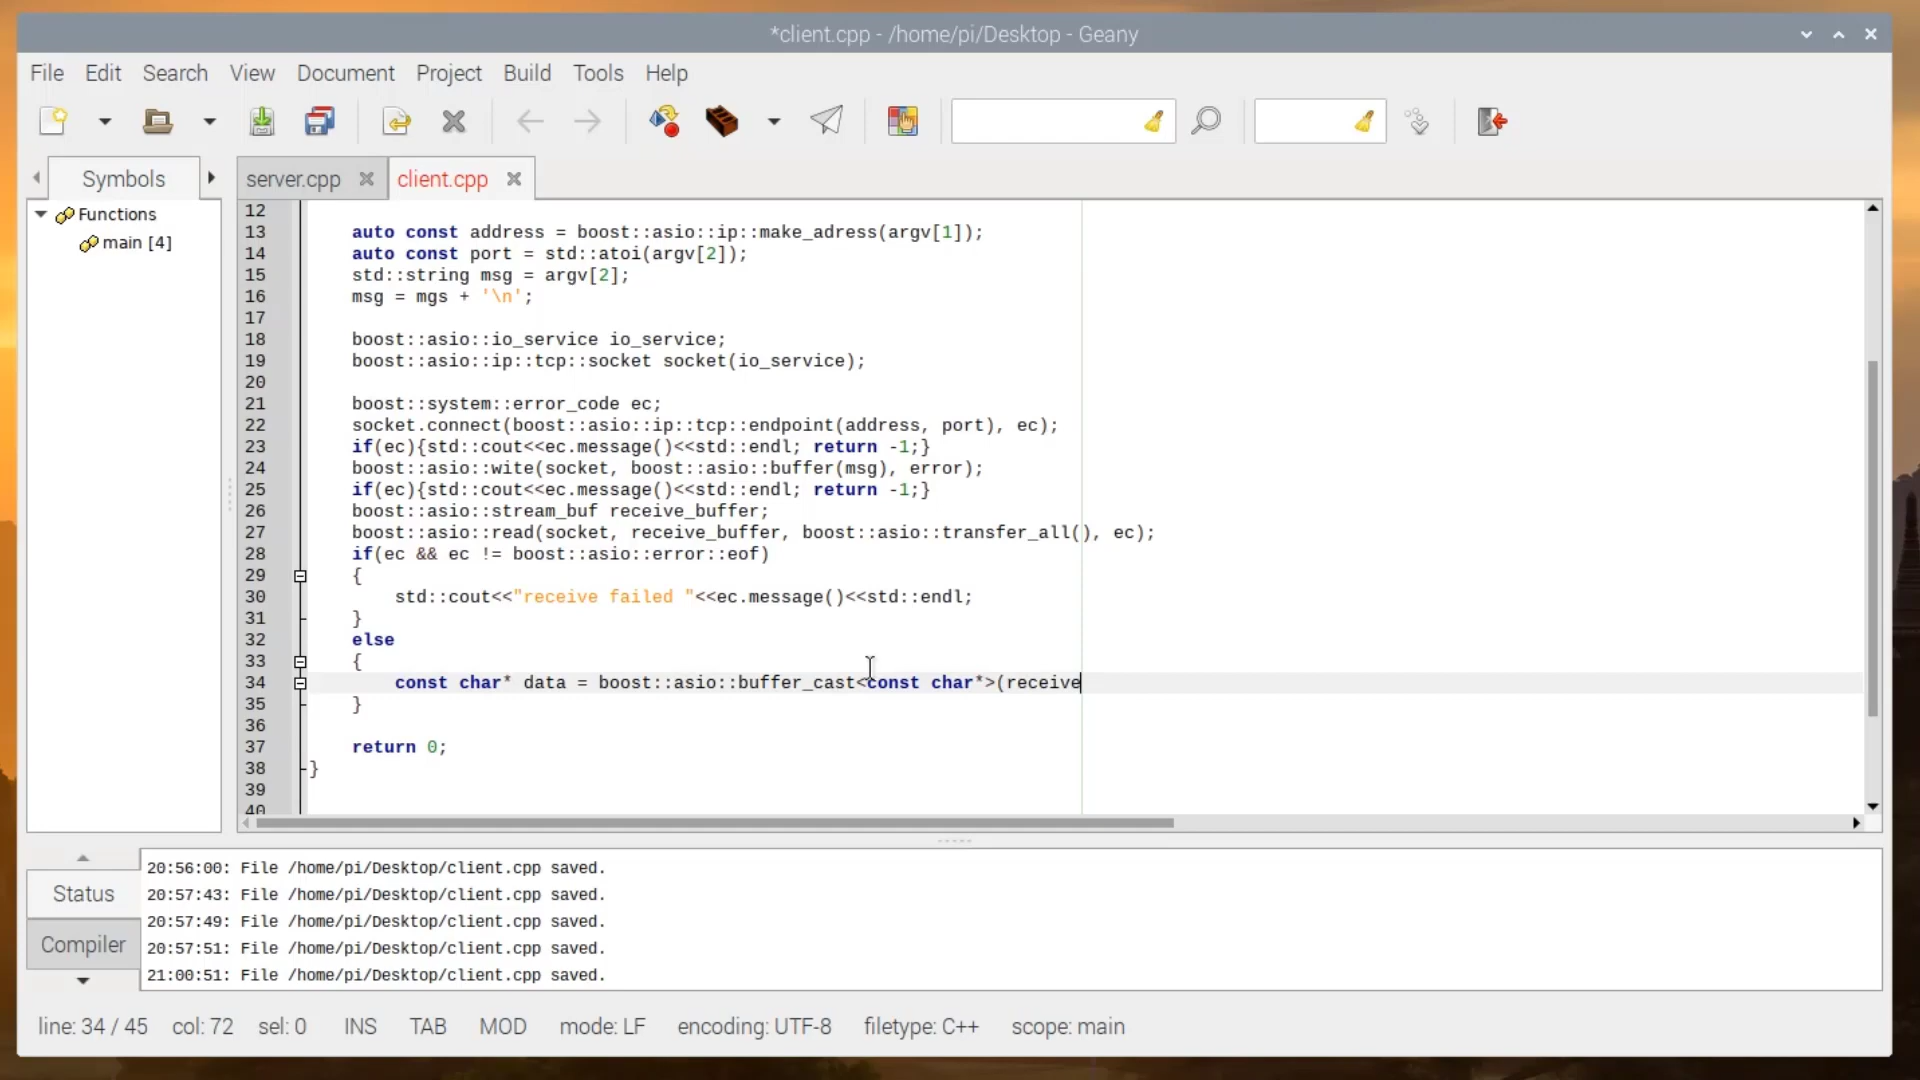 *client.cpp - /home/pi/Desktop - Geany
File Edit Search View Document Project Build Tools Help
Symbols
server.cpp client.cpp
Functions
main [4]
12
13 auto const address = boost::asio::ip::make_adress(argv[1]);
14 auto const port = std::atoi(argv[2]);
15 std::string msg = argv[2];
16 msg = mgs + '\n';
17
18 boost::asio::io_service io_service;
19 boost::asio::ip::tcp::socket socket(io_service);
20
21 boost::system::error_code ec;
22 socket.connect(boost::asio::ip::tcp::endpoint(address, port), ec);
23 if(ec){std::cout<<ec.message()<<std::endl; return -1;}
24 boost::asio::wite(socket, boost::asio::buffer(msg), error);
25 if(ec){std::cout<<ec.message()<<std::endl; return -1;}
26 boost::asio::stream_buf receive_buffer;
27 boost::asio::read(socket, receive_buffer, boost::asio::transfer_all(), ec);
28 if(ec && ec != boost::asio::error::eof)
29 {
30 std::cout<<"receive failed "<<ec.message()<<std::endl;
31 }
32 else
33 {
34 const char* data = boost::asio::buffer_cast<const char*>(receive
35 }
36
37 return 0;
38 }
39
40
Status
Compiler
20:56:00: File /home/pi/Desktop/client.cpp saved.
20:57:43: File /home/pi/Desktop/client.cpp saved.
20:57:49: File /home/pi/Desktop/client.cpp saved.
20:57:51: File /home/pi/Desktop/client.cpp saved.
21:00:51: File /home/pi/Desktop/client.cpp saved.
line: 34 / 45 col: 72 sel: 0 INS TAB MOD mode: LF encoding: UTF-8 filetype: C++ scope: main